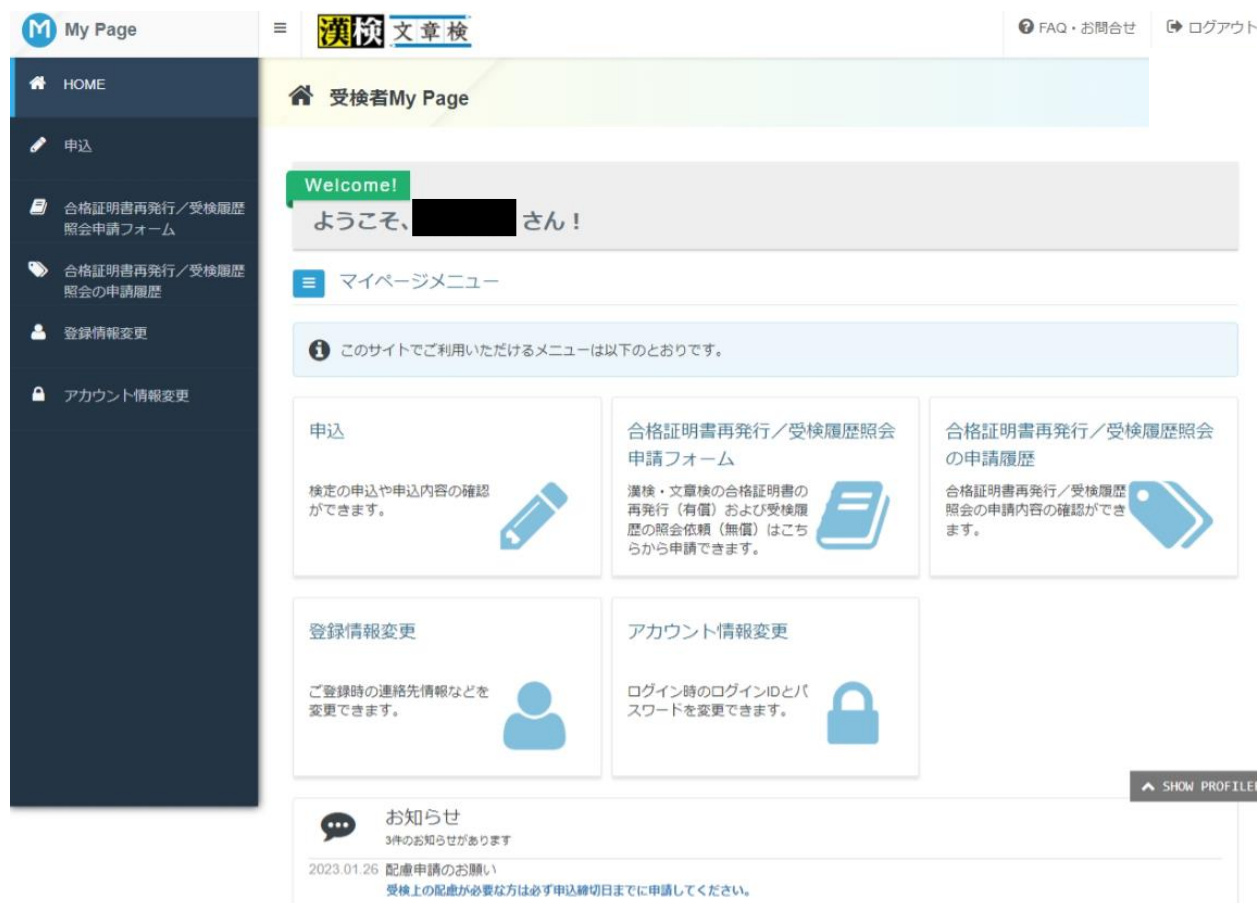 My Page
漢検 文章検
FAQ・お問合せ
ログアウト
HOME
申込
合格証明書再発行／受検履歴
照会申請フォーム
合格証明書再発行／受検履歴
照会の申請履歴
登録情報変更
アカウント情報変更
受検者My Page
Welcome!
ようこそ、 さん！
マイページメニュー
このサイトでご利用いただけるメニューは以下のとおりです。
申込
検定の申込や申込内容の確認
ができます。
合格証明書再発行／受検履歴照会
申請フォーム
漢検・文章検の合格証明書の
再発行（有償）および受検履
歴の照会依頼（無償）はこち
らから申請できます。
合格証明書再発行／受検履歴照会
の申請履歴
合格証明書再発行／受検履歴
照会の申請内容の確認ができ
ます。
登録情報変更
ご登録時の連絡先情報などを
変更できます。
アカウント情報変更
ログイン時のログインIDとパ
スワードを変更できます。
SHOW PROFILER
お知らせ
3件のお知らせがあります
2023.01.26 配慮申請のお願い
受検上の配慮が必要な方は必ず申込締切日までに申請してください。